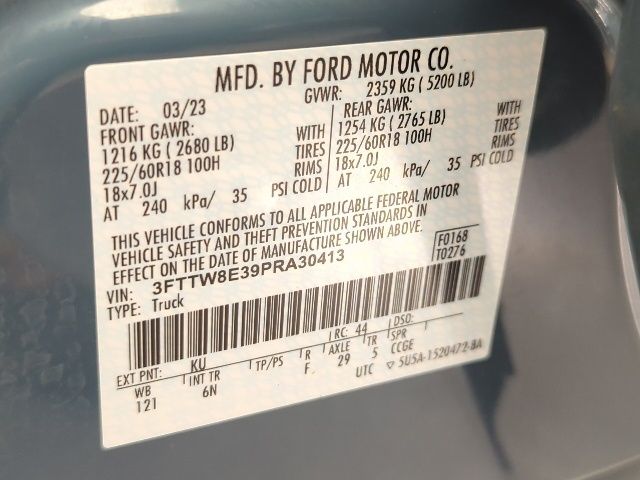 MFD. BY FORD MOTOR CO.
DATE: 03/23 GVWR: 2359 KG ( 5200 LB)
FRONT GAWR: REAR GAWR:
1216 KG ( 2680 LB) WITH 1254 KG ( 2765 LB) WITH
225/60R18 100H TIRES 225/60R18 100H TIRES
18x7.0J RIMS 18x7.0J RIMS
AT 240 kPa/ 35 PSI COLD AT 240 kPa/ 35 PSI COLD
THIS VEHICLE CONFORMS TO ALL APPLICABLE FEDERAL MOTOR
VEHICLE SAFETY AND THEFT PREVENTION STANDARDS IN
EFFECT ON THE DATE OF MANUFACTURE SHOWN ABOVE.
F0168
T0276
VIN: 3FTTW8E39PRA30413
TYPE: Truck
EXT PNT: KU RC: 44 DSO:
WB INT TR TP/PS R AXLE TR SPR
121 6N F. 29 5 CCGE
UTC ▽ 5U5A-1520472-BA